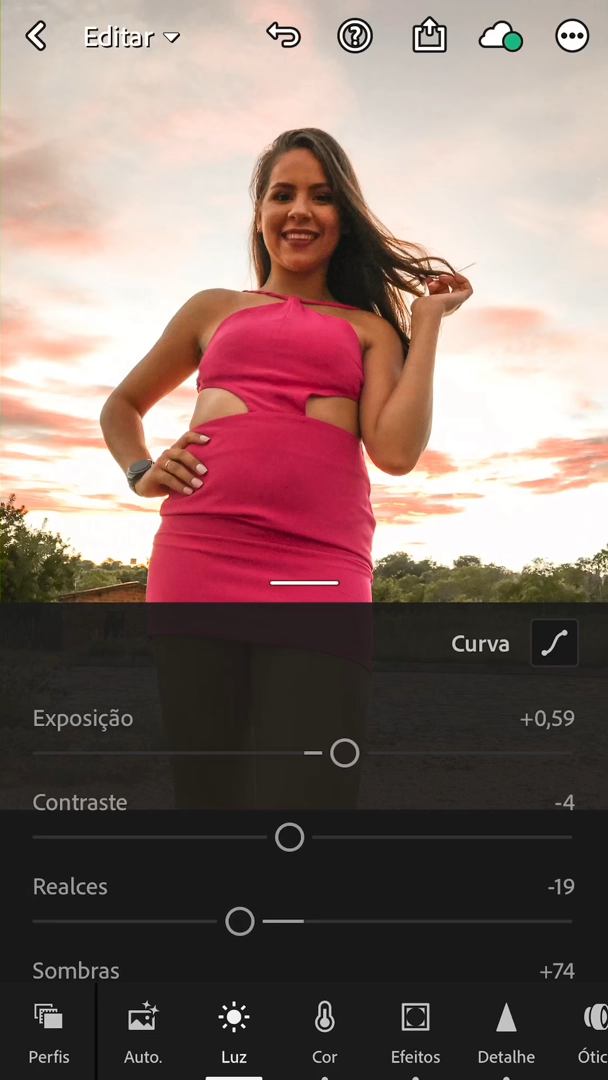 Editar
Curva
Exposição +0,59
Contraste -4
Realces -19
Sombras +74
Perfis Auto. Luz Cor Efeitos Detalhe Ótic